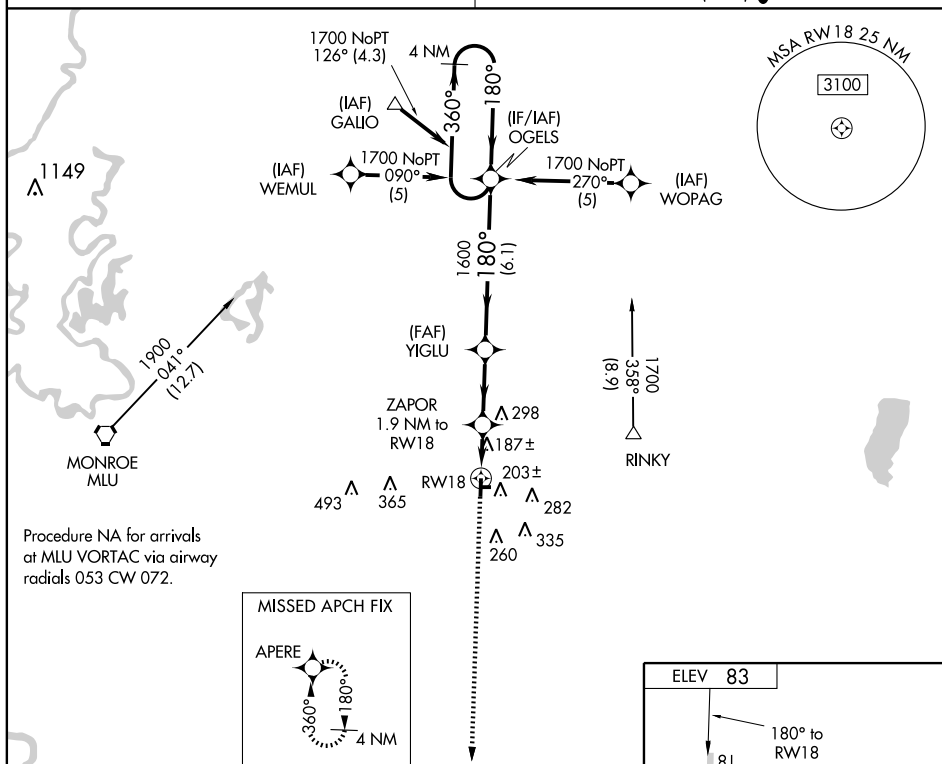 1700 NoPT
126° (4.3)
4 NM
360°
180°
(IAF)
GALIO
(IF/IAF)
OGELS
MSA RW18 25 NM
3100
1149
(IAF)
WEMUL
1700 NoPT
090°
(5)
1700 NoPT
270°
(5)
(IAF)
WOPAG
1600
180°
(6.1)
1900
041°
(12.7)
(FAF)
YIGLU
1700
358°
(8.9)
ZAPOR
1.9 NM to
RW18
298
187±
MONROE
MLU
RINKY
RW18
203±
493
365
282
335
260
Procedure NA for arrivals
at MLU VORTAC via airway
radials 053 CW 072.
MISSED APCH FIX
APERE
360°
180°
4 NM
ELEV 83
180° to
RW18